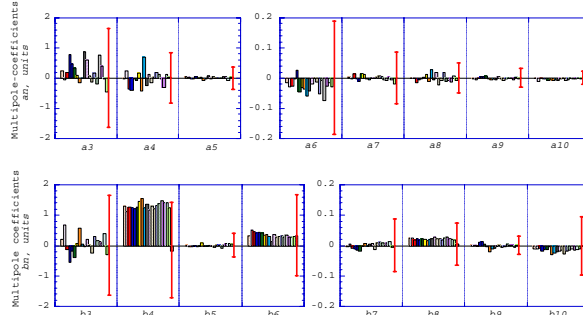 Multipole-coefficients
an, units
2
1
0
-1
-2
a3
a4
a5
0.2
0.1
0
-0.1
-0.2
a6
a7
a8
a9
a10
Multipole coefficients
bn, units
2
1
0
-1
-2
b3
b4
b5
b6
0.2
0.1
0
-0.1
-0.2
b7
b8
b9
b10